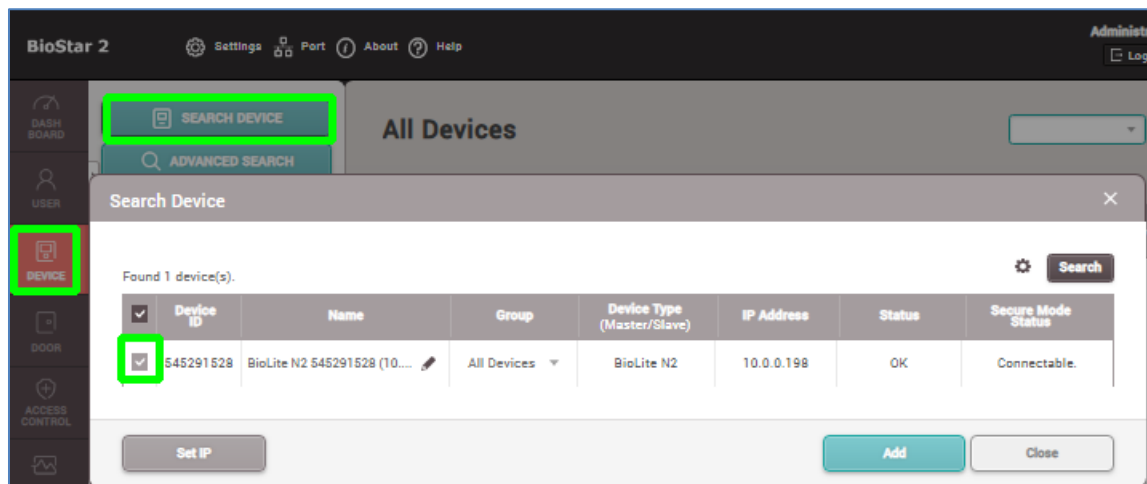 BioStar 2
Settings Port About Help
Administ
Log
DASH
BOARD
USER
DEVICE
DOOR
ACCESS
CONTROL
SEARCH DEVICE
ADVANCED SEARCH
All Devices
Search Device
Found 1 device(s).
Search
Device ID Name Group Device Type (Master/Slave) IP Address Status Secure Mode Status
545291528 BioLite N2 545291528 (10.... All Devices BioLite N2 10.0.0.198 OK Connectable.
Set IP Add Close